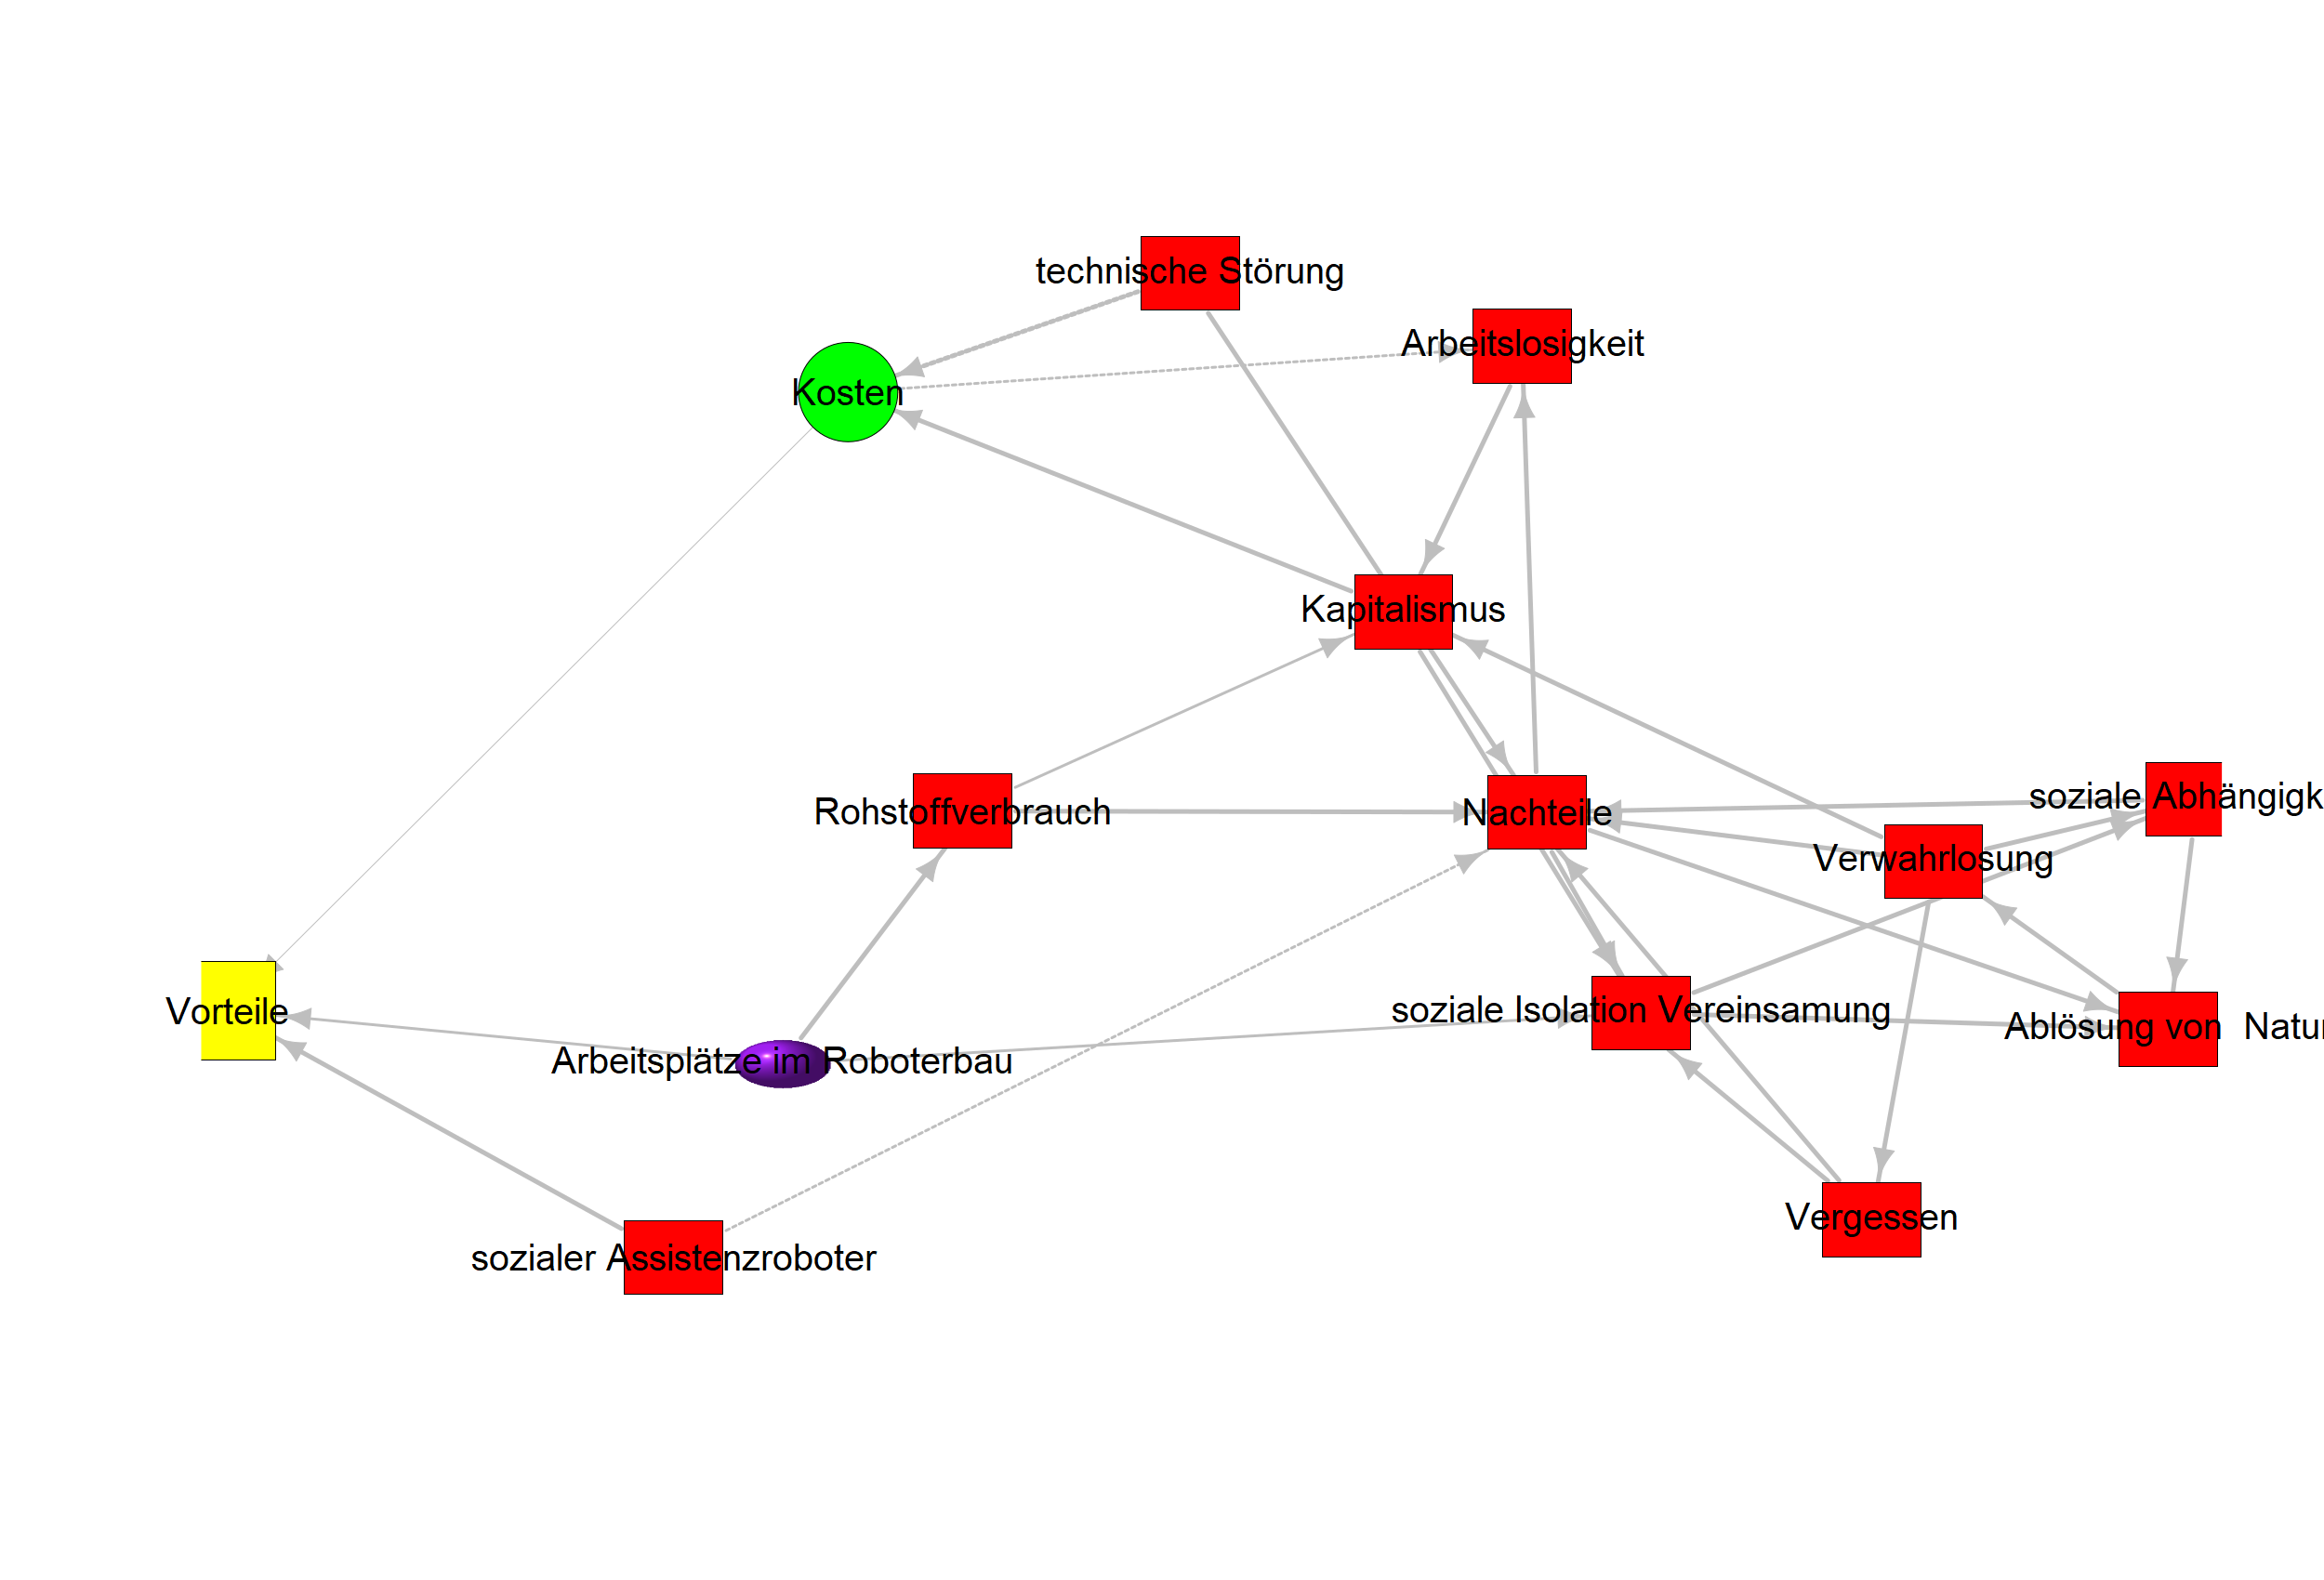 technische Störung
Arbeitslosigkeit
Kosten
Kapitalismus
soziale Abhängigk
Rohstoffverbrauch
Nachteile
Verwahrlosung
Vorteile
soziale Isolation Vereinsamung
Ablösung von Natur
Arbeitsplätze im Roboterbau
Vergessen
sozialer Assistenzroboter